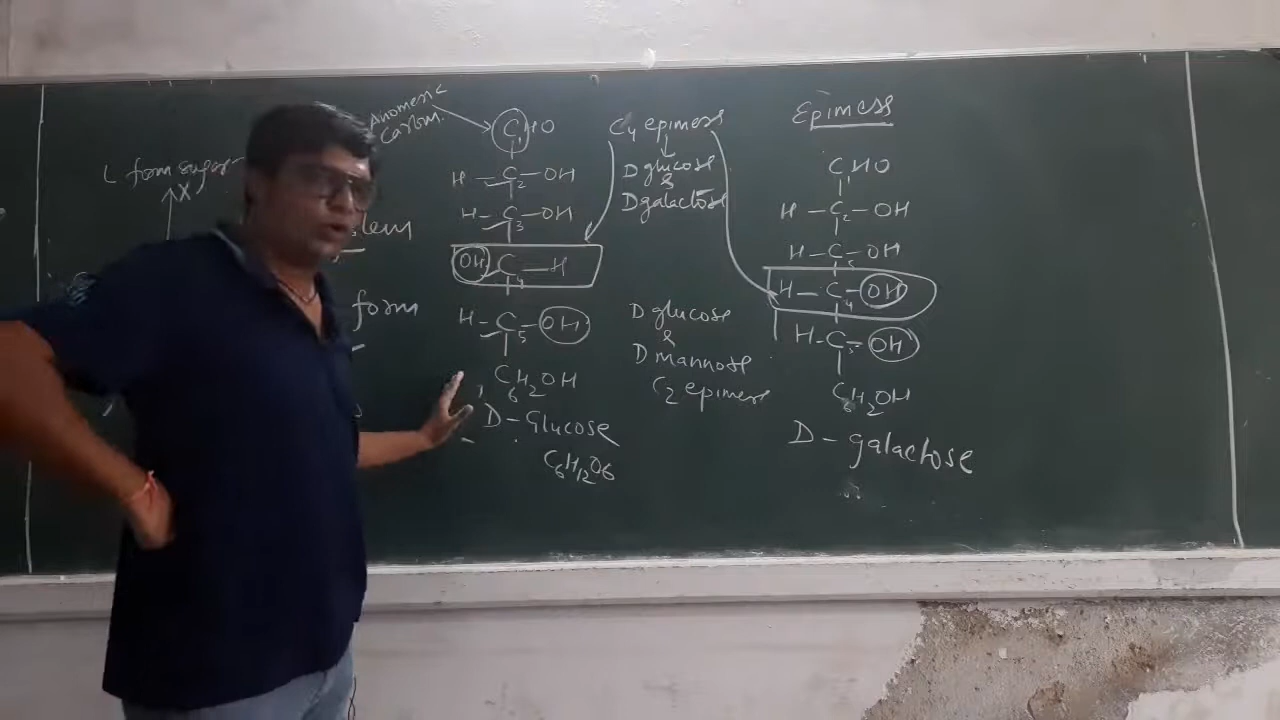 L form sugar
X
form
Anomeric
Carbon.
C1HO
H - C2 - OH
H - C3 - OH
OH - C4 - H
H - C5 - OH
C6H2OH
D - Glucose
C6H12O6
C4 epimers
D glucose
&
D galactose
D glucose
&
D mannose
C2 epimers
Epimers
C1HO
H - C2 - OH
H - C3 - OH
H - C4 - OH
H - C5 - OH
C6H2OH
D - galactose